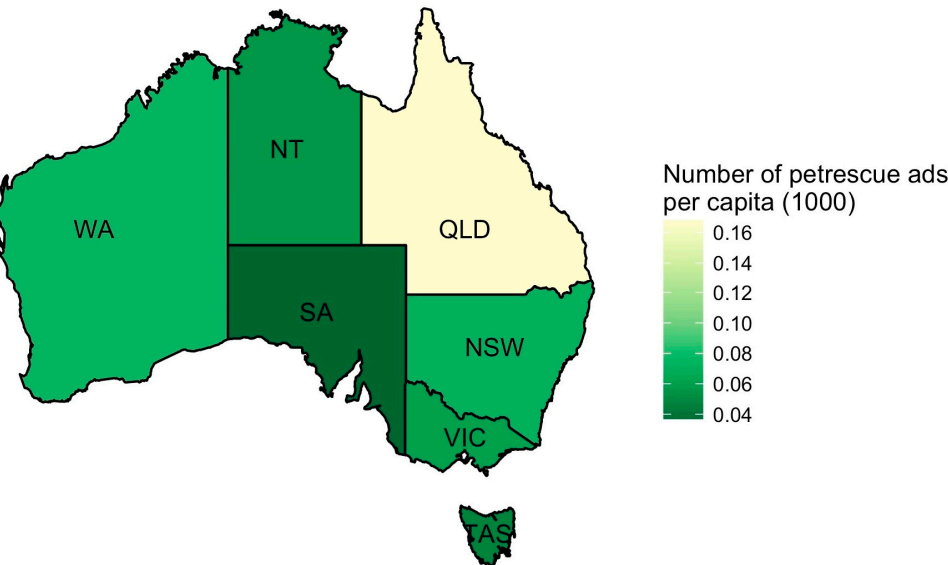 NT
WA
QLD
SA
NSW
VIC
TAS
Number of petrescue ads
per capita (1000)
0.16
0.14
0.12
0.10
0.08
0.06
0.04